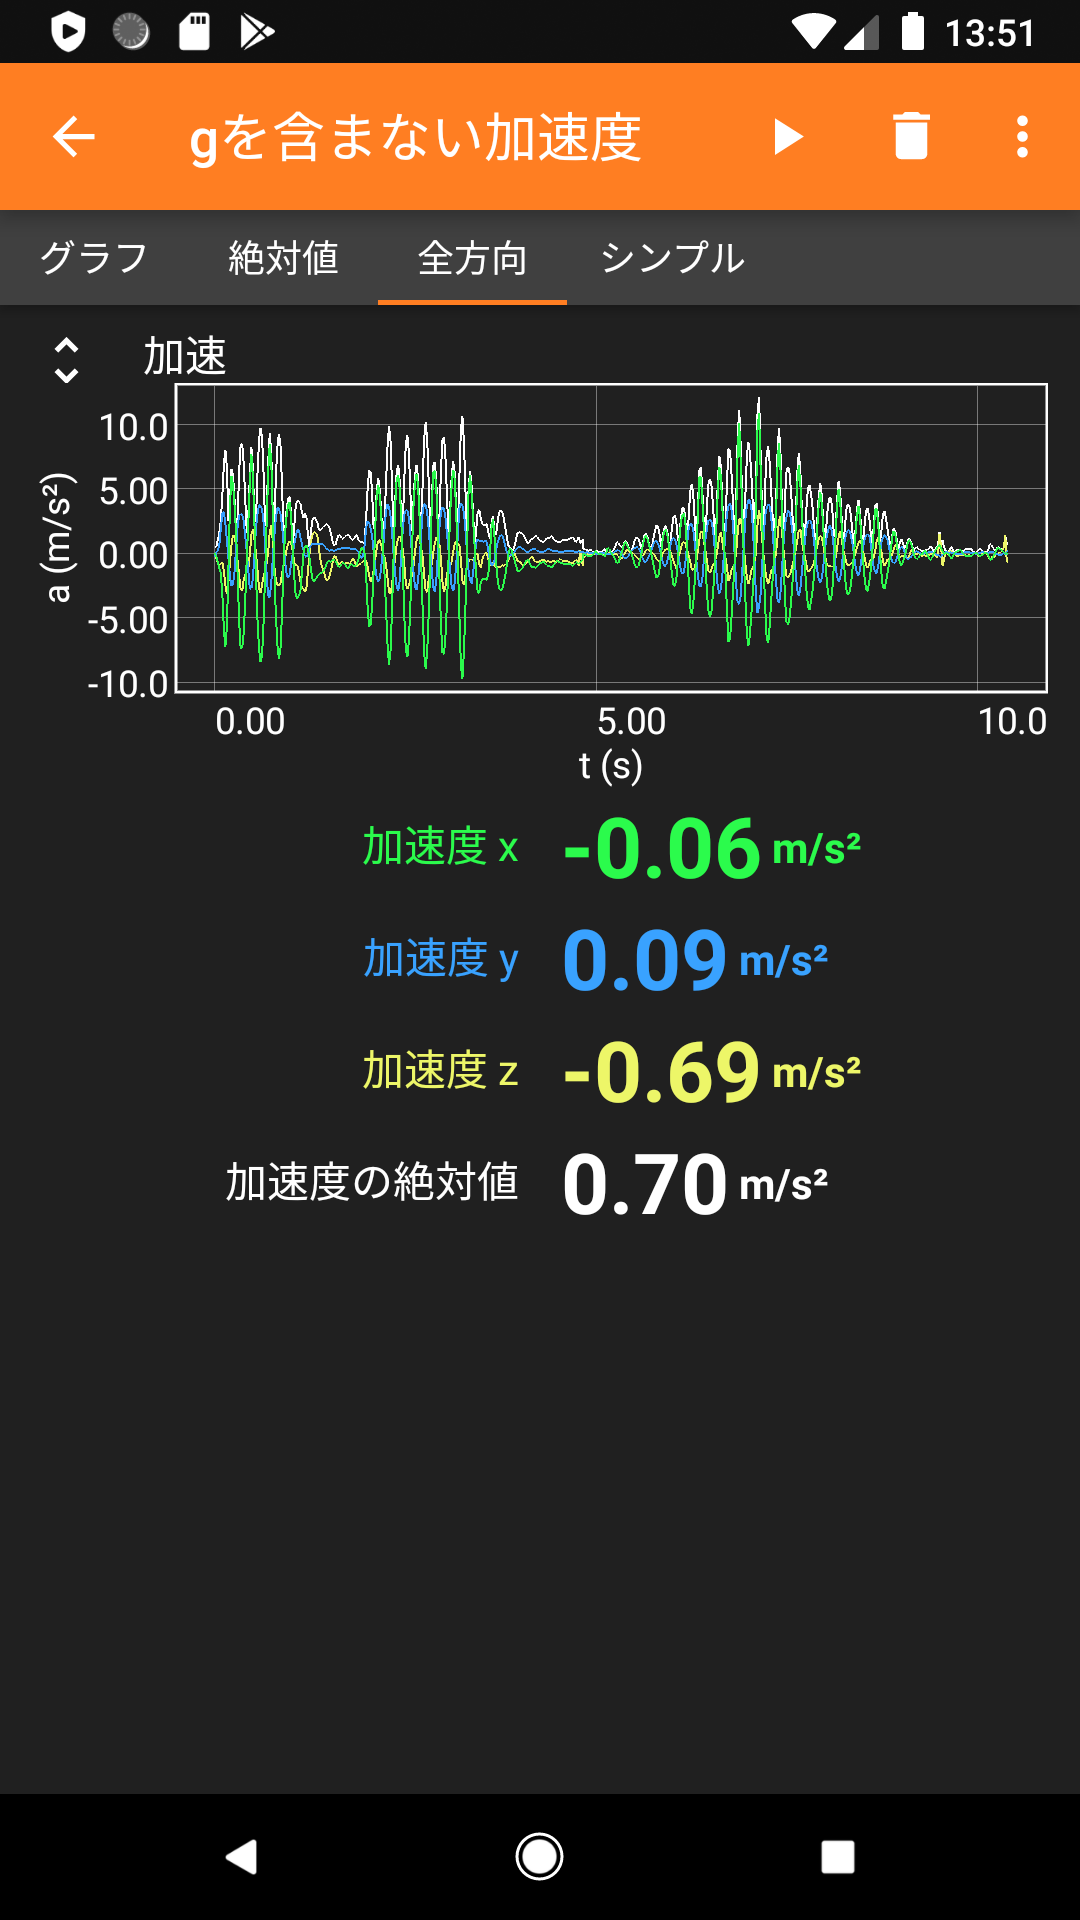 13:51
gを含まない加速度
グラフ 絶対値 全方向 シンプル
加速
10.0
5.00
0.00
-5.00
-10.0
a (m/s²)
0.00 5.00 10.0
t (s)
加速度 x -0.06 m/s²
加速度 y 0.09 m/s²
加速度 z -0.69 m/s²
加速度の絶対値 0.70 m/s²